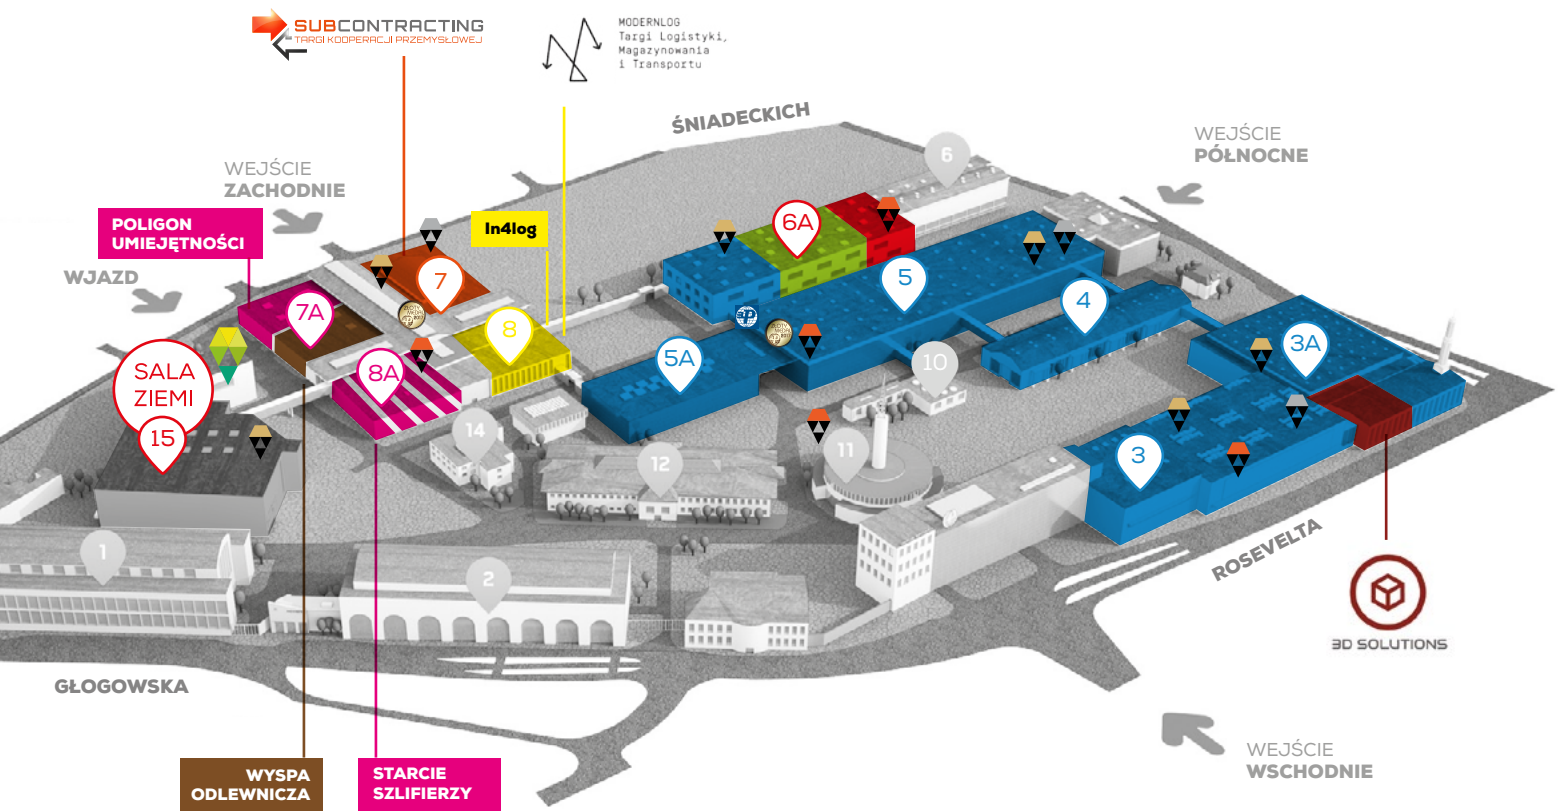 SUBCONTRACTING
TARGI KOOPERACJI PRZEMYSŁOWEJ
MODERNLOG
Targi Logistyki,
Magazynowania
i Transportu
ŚNIADECKICH
WEJŚCIE
PÓŁNOCNE
WEJŚCIE
ZACHODNIE
POLIGON
UMIEJĘTNOŚCI
In4log
WJAZD
6
6A
7
5
7A
8
4
5A
3A
8A
10
SALA
ZIEMI
15
14
12
11
3
1
2
ROSEVELTA
3D SOLUTIONS
GŁOGOWSKA
WYSPA
ODLEWNICZA
STARCIE
SZLIFIERZY
WEJŚCIE
WSCHODNIE